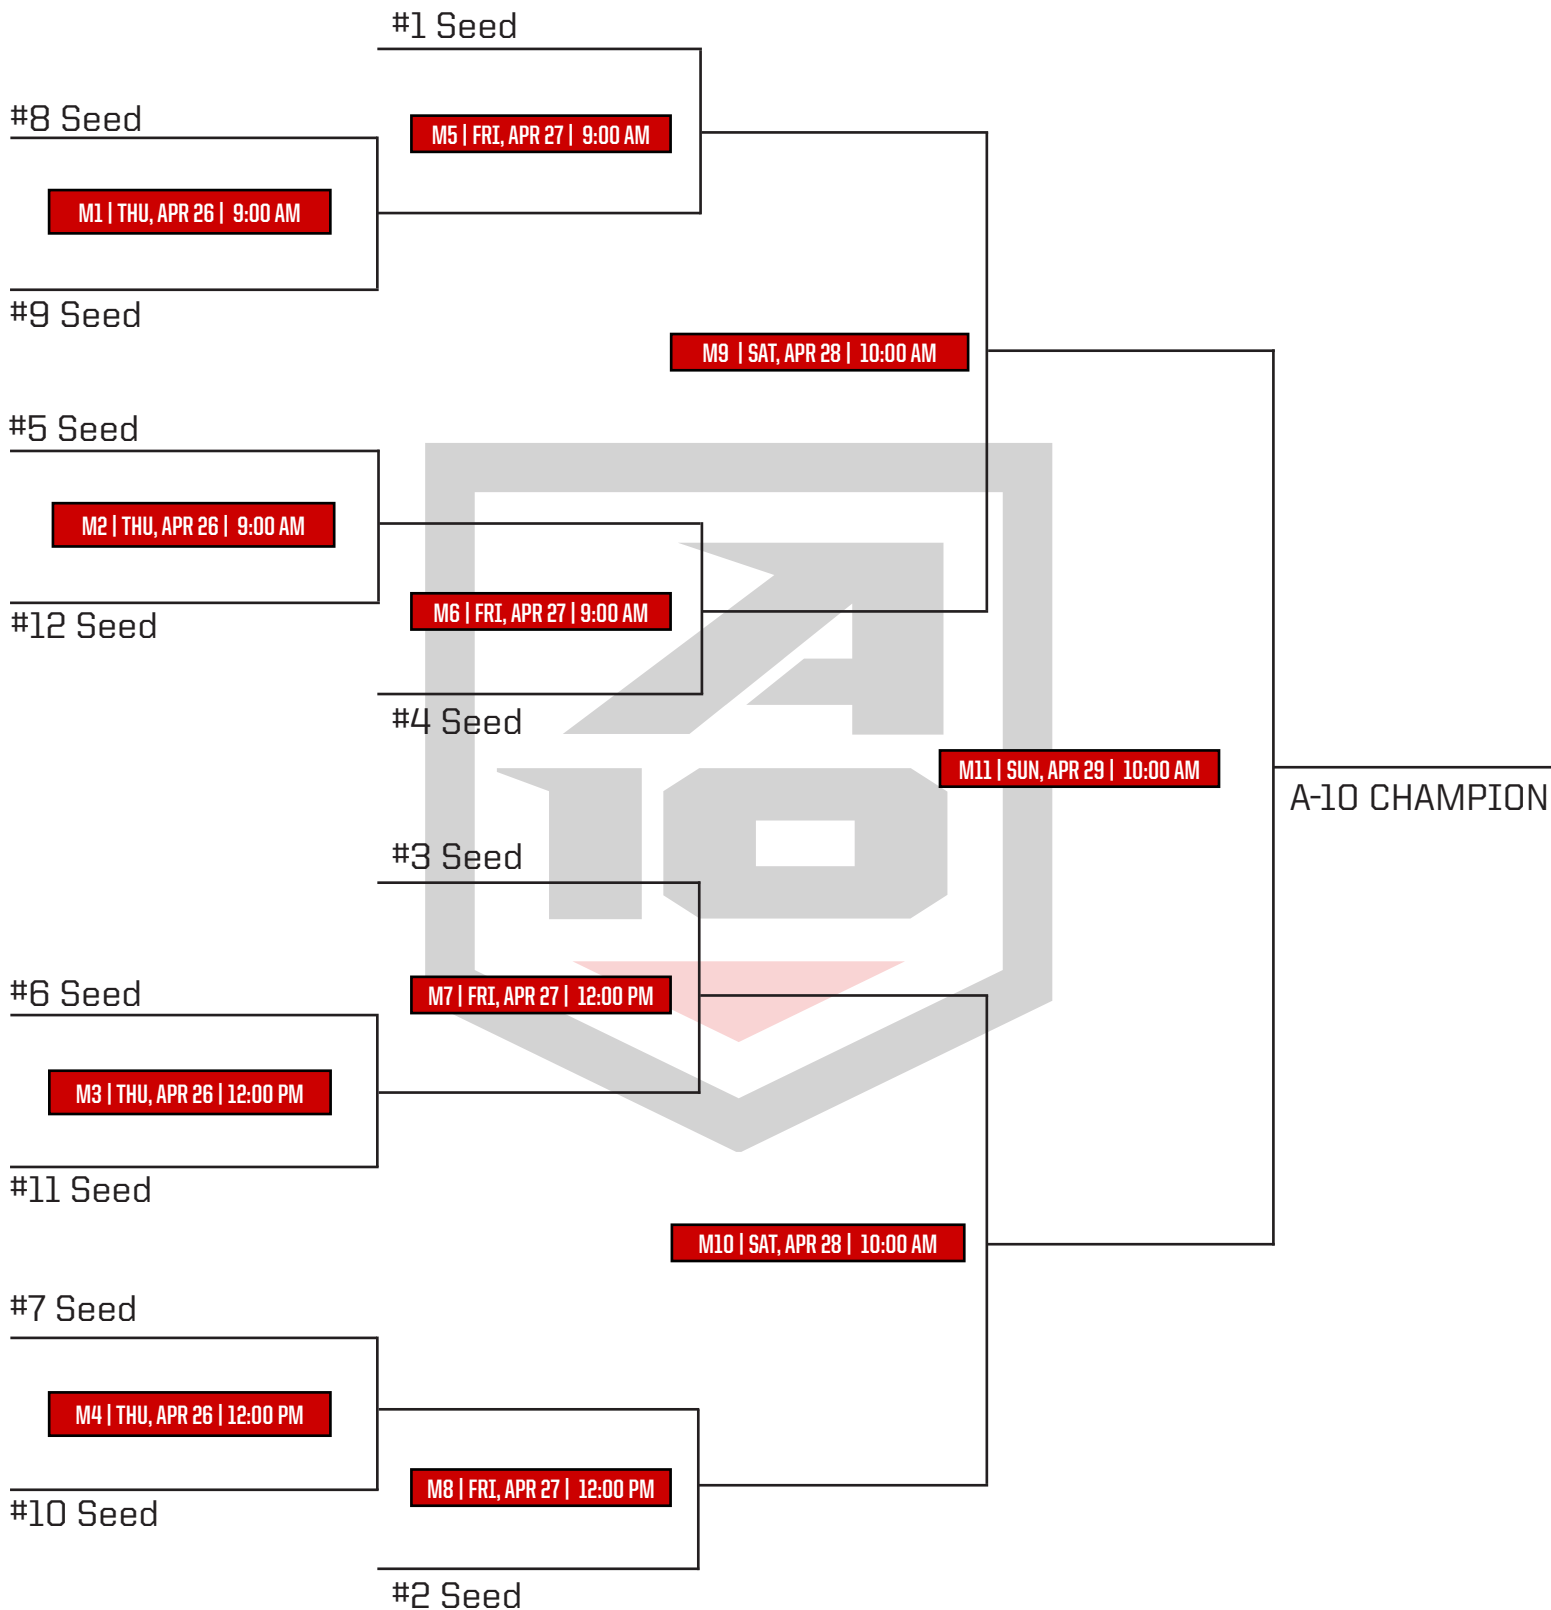 #1 Seed
#8 Seed
M5 | FRI, APR 27 | 9:00 AM
M1 | THU, APR 26 | 9:00 AM
#9 Seed
M9 | SAT, APR 28 | 10:00 AM
#5 Seed
M2 | THU, APR 26 | 9:00 AM
M6 | FRI, APR 27 | 9:00 AM
#12 Seed
#4 Seed
M11 | SUN, APR 29 | 10:00 AM
A-10 CHAMPION
A
10
#3 Seed
#6 Seed
M7 | FRI, APR 27 | 12:00 PM
M3 | THU, APR 26 | 12:00 PM
#11 Seed
M10 | SAT, APR 28 | 10:00 AM
#7 Seed
M4 | THU, APR 26 | 12:00 PM
M8 | FRI, APR 27 | 12:00 PM
#10 Seed
#2 Seed